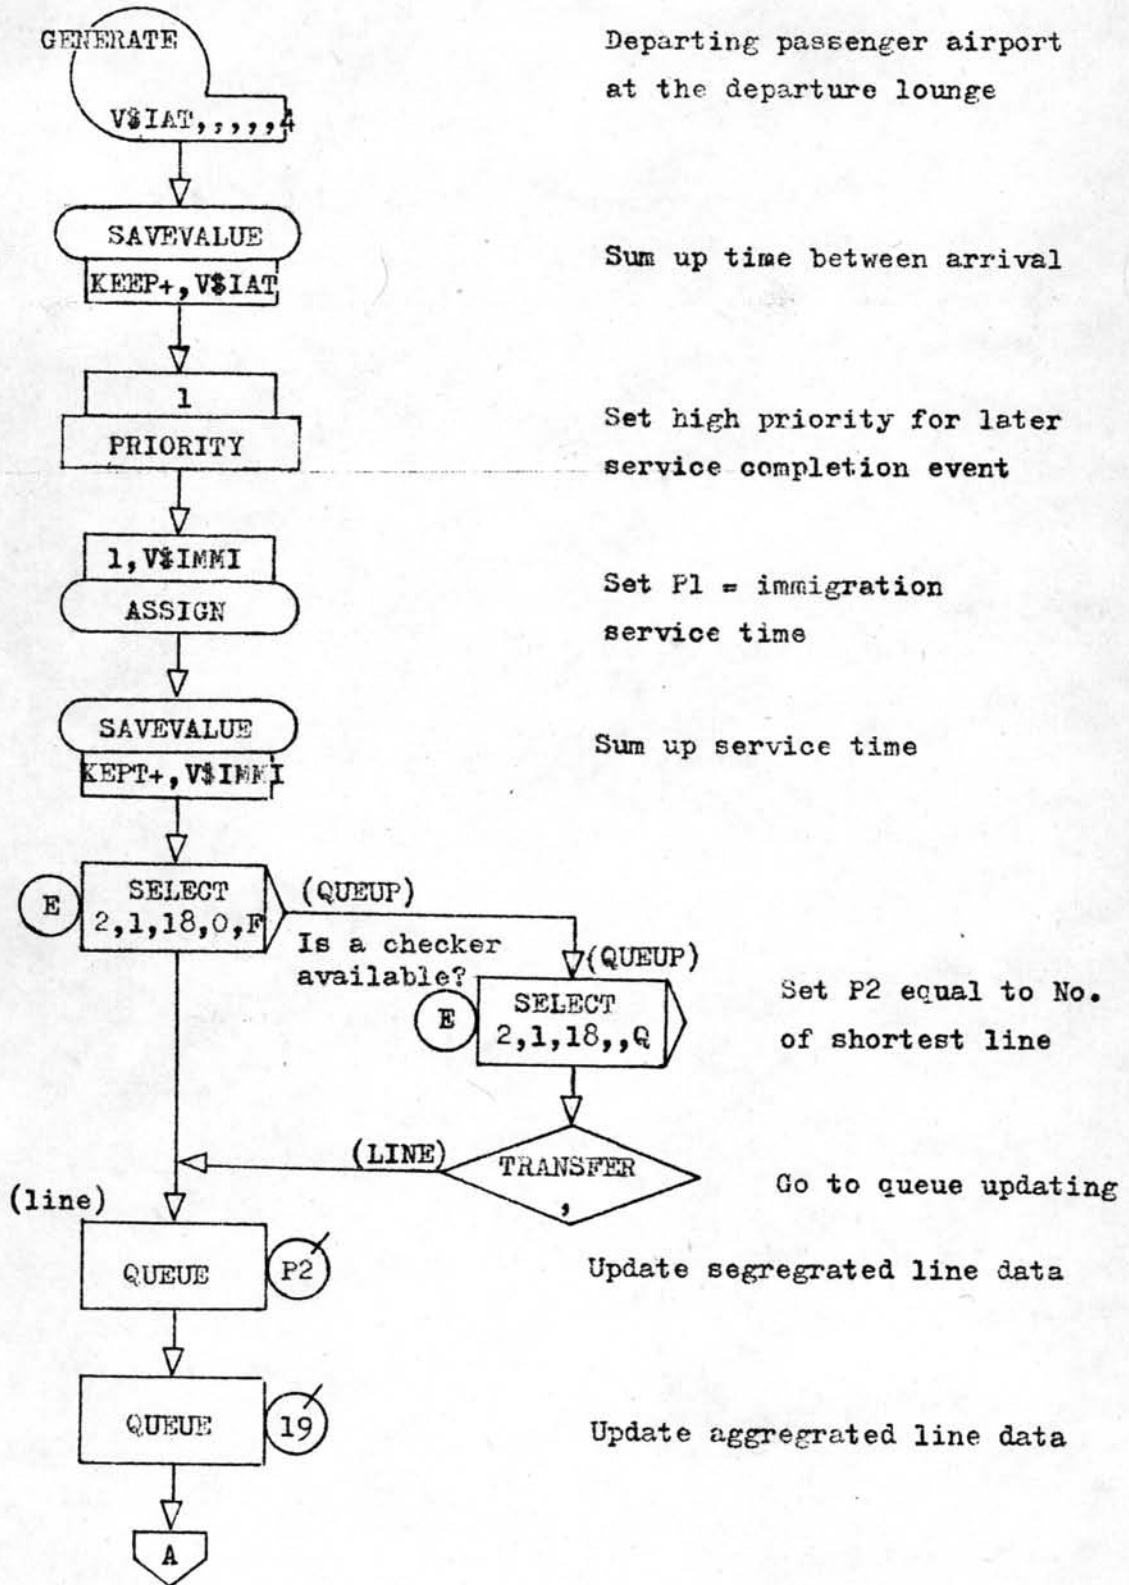 GENERATE
V$IAT,,,,,4
Departing passenger airport
at the departure lounge
SAVEVALUE
KEEP+,V$IAT
Sum up time between arrival
1
PRIORITY
Set high priority for later
service completion event
1,V$IMMI
ASSIGN
Set P1 = immigration
service time
SAVEVALUE
KEPT+,V$IMMI
Sum up service time
E
SELECT
2,1,18,0,F
(QUEUP)
Is a checker
available?
(QUEUP)
E
SELECT
2,1,18,,Q
Set P2 equal to No.
of shortest line
(LINE)
TRANSFER
,
Go to queue updating
(line)
QUEUE
P2
Update segregrated line data
QUEUE
19
Update aggregrated line data
A